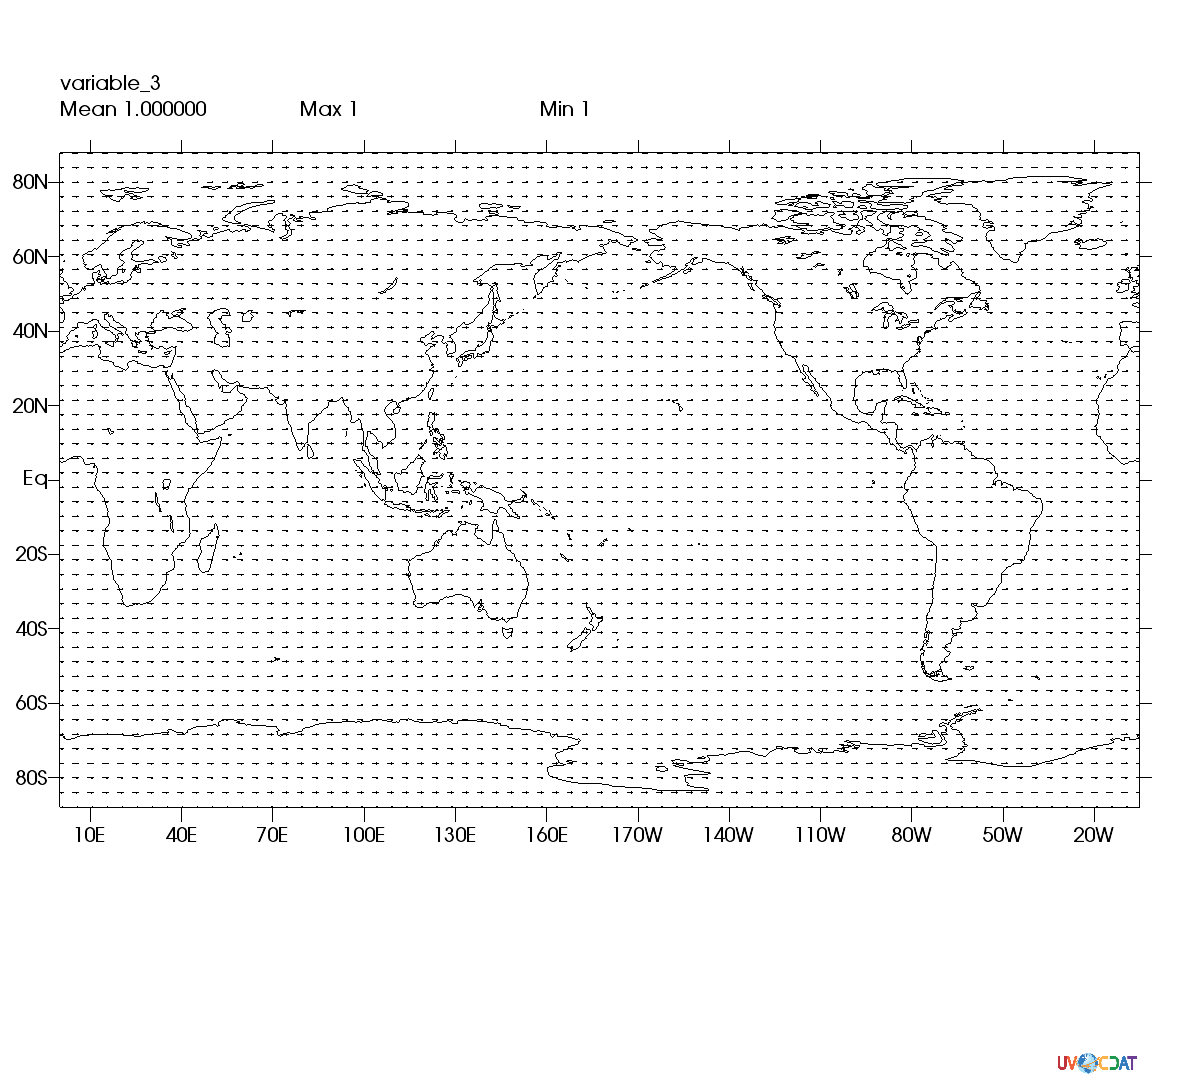 variable_3
Mean 1.000000 Max 1 Min 1
80N
60N
40N
20N
Eq
20S
40S
60S
80S
10E 40E 70E 100E 130E 160E 170W 140W 110W 80W 50W 20W
UV CDAT